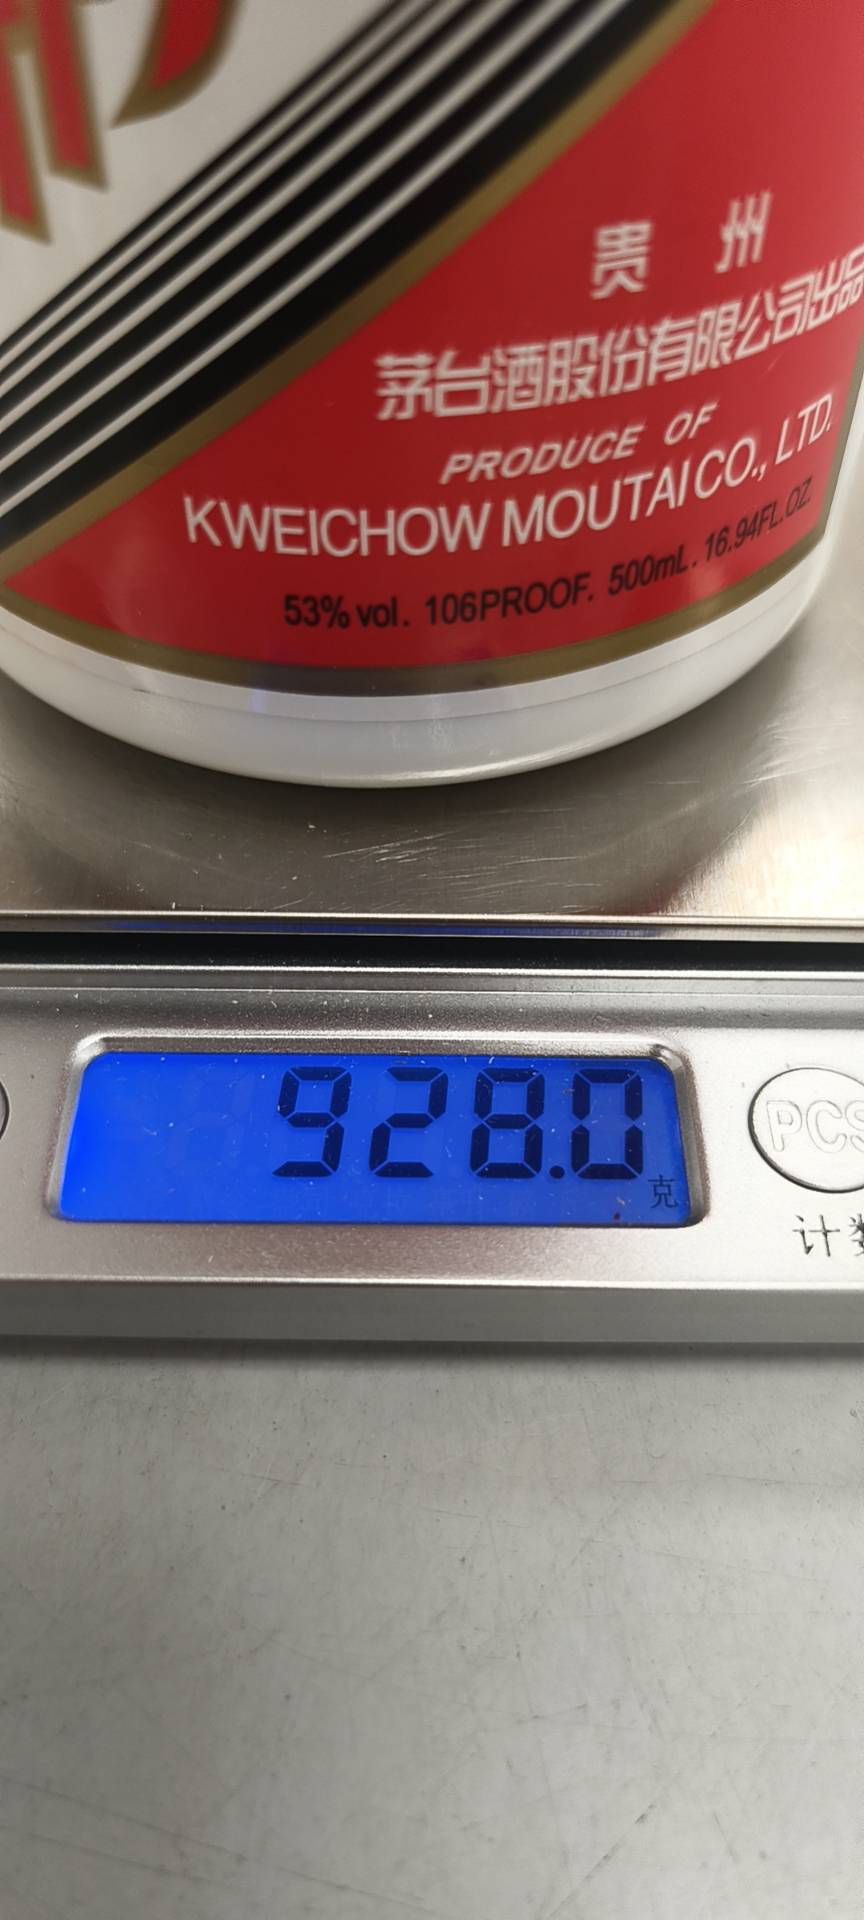 贵 州
茅台酒股份有限公司出品
PRODUCE OF
KWEICHOW MOUTAI CO., LTD.
53% vol. 106PROOF. 500mL. 16.94FL.OZ.
928.0
克
PCS
计